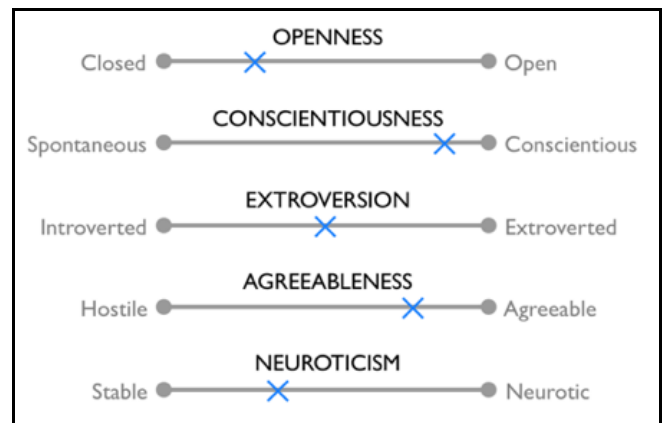 OPENNESS
Closed Open
CONSCIENTIOUSNESS
Spontaneous Conscientious
EXTROVERSION
Introverted Extroverted
AGREEABLENESS
Hostile Agreeable
NEUROTICISM
Stable Neurotic